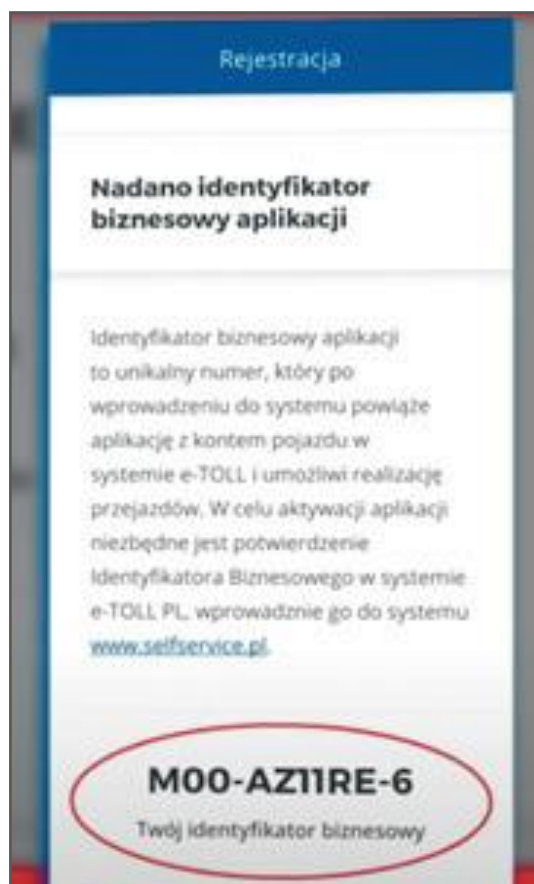 Rejestracja
Nadano identyfikator
biznesowy aplikacji
Identyfikator biznesowy aplikacji
to unikalny numer, który po
wprowadzeniu do systemu powiąże
aplikację z kontem pojazdu w
systemie e-TOLL i umożliwi realizację
przejazdów. W celu aktywacji aplikacji
niezbędne jest potwierdzenie
Identyfikatora Biznesowego w systemie
e-TOLL PL, wprowadznie go do systemu
www.selfservice.pl.
M00-AZ11RE-6
Twój identyfikator biznesowy